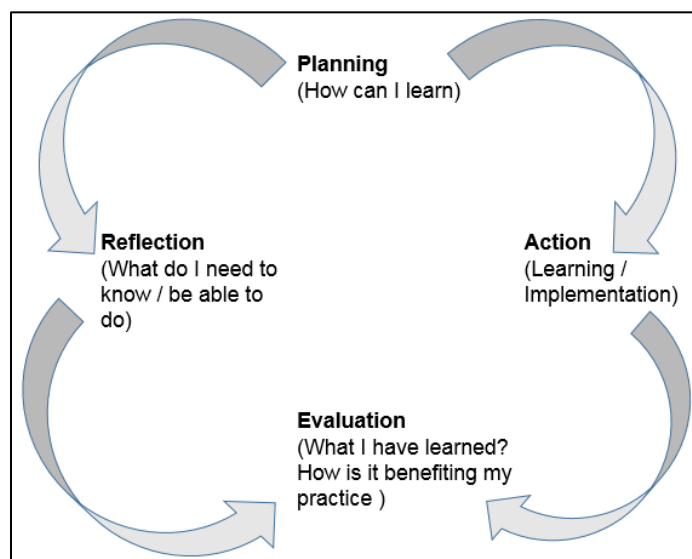 Planning
(How can I learn)
Reflection
(What do I need to
know / be able to
do)
Action
(Learning /
Implementation)
Evaluation
(What I have learned?
How is it benefiting my
practice )